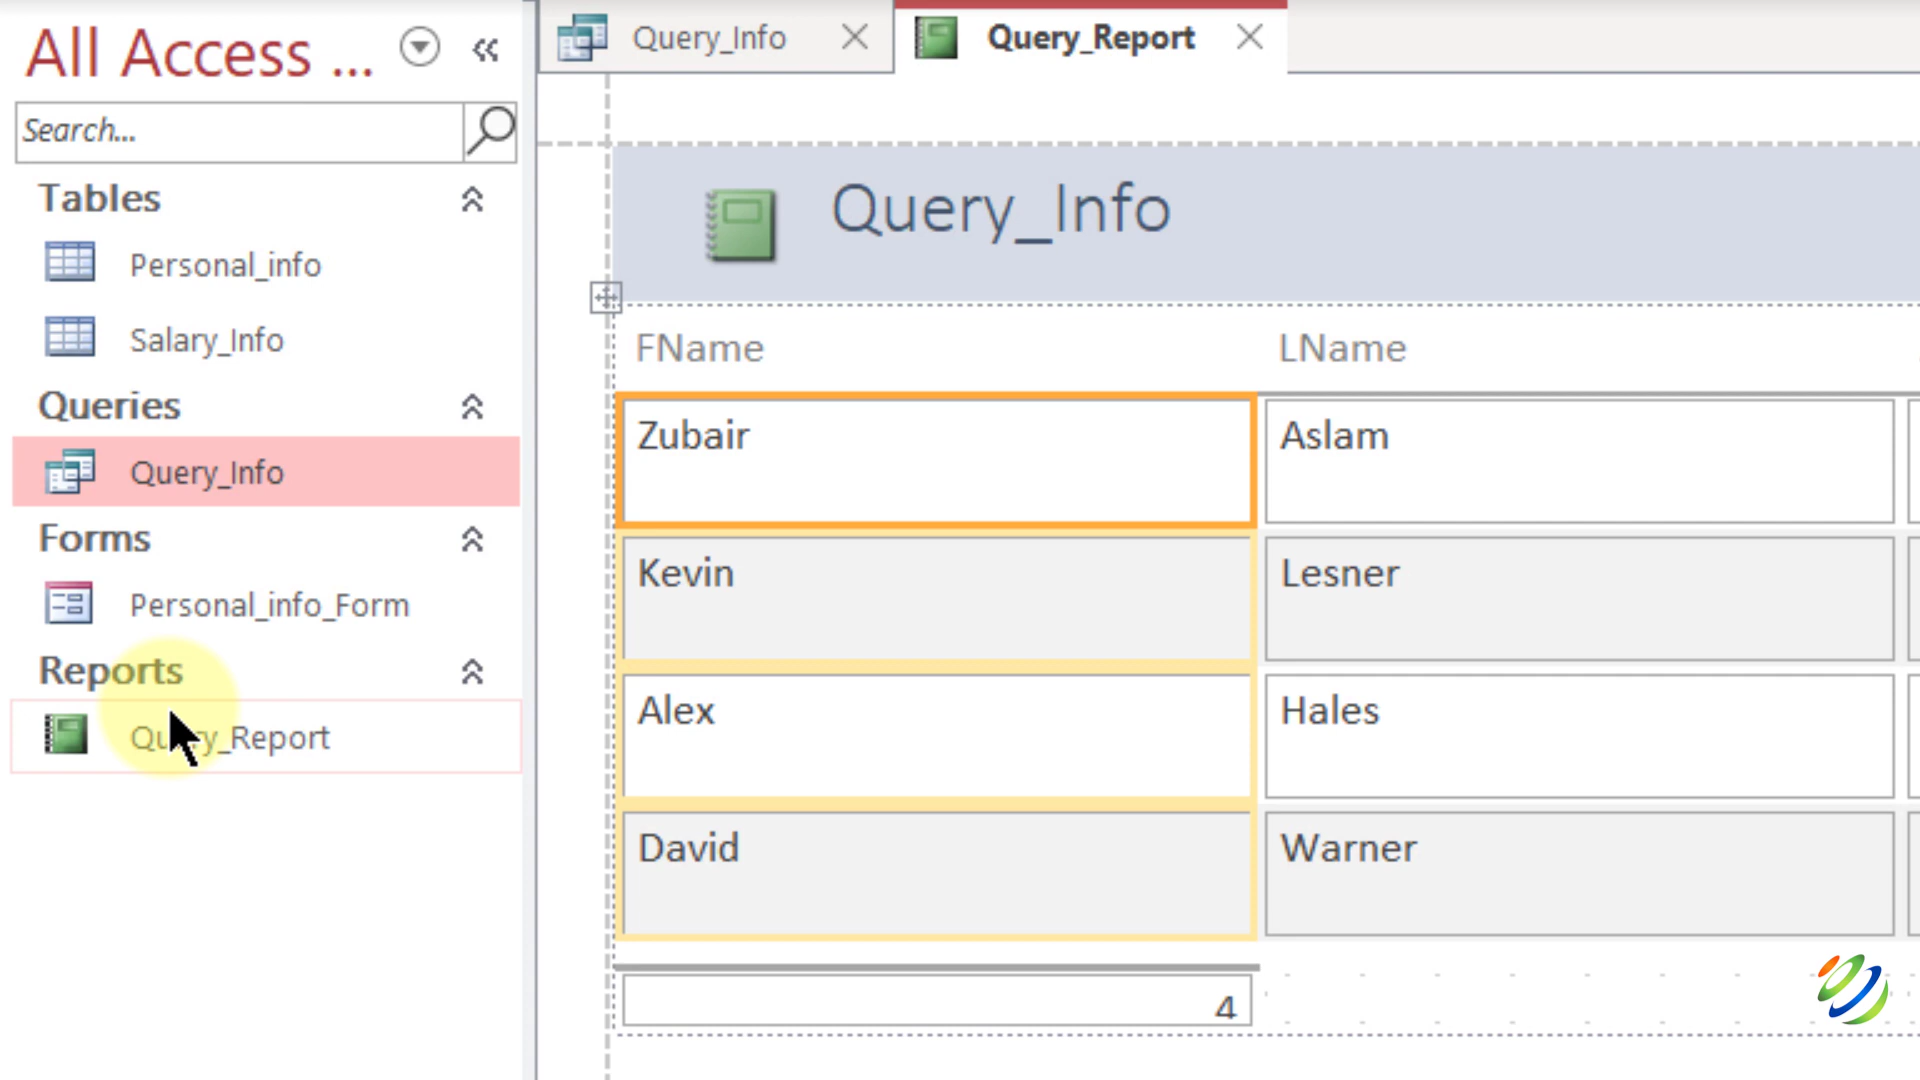 All Access ...
Search...
Tables
Personal_info
Salary_Info
Queries
Query_Info
Forms
Personal_info_Form
Reports
Query_Report
Query_Info
Query_Report
Query_Info
FName LName
Zubair Aslam
Kevin Lesner
Alex Hales
David Warner
4